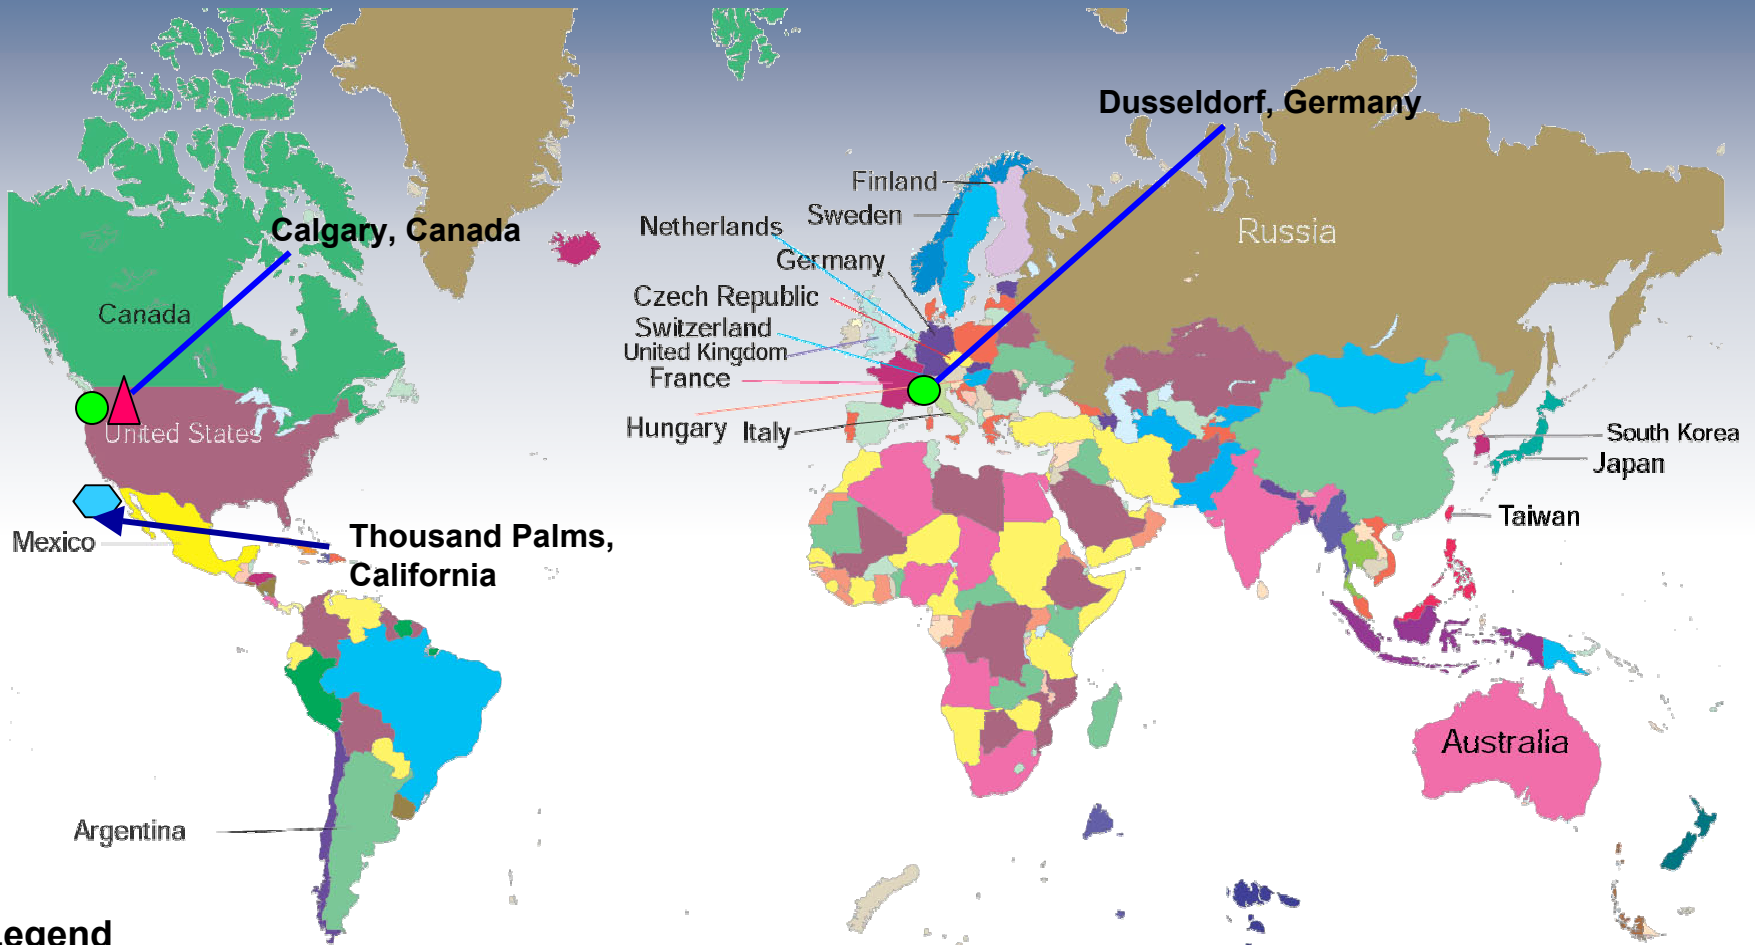 Dusseldorf, Germany
Finland
Sweden
Netherlands
Calgary, Canada
Russia
Germany
Czech Republic
Canada
Switzerland
United Kingdom
France
Hungary
Italy
United States
South Korea
Japan
Taiwan
Mexico
Thousand Palms,
California
Australia
Argentina
Legend